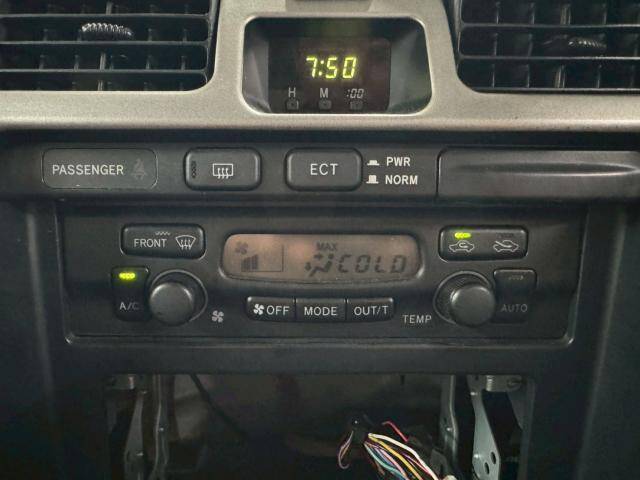 7:50
H M :00
PASSENGER
ECT
PWR
NORM
FRONT
MAX
COLD
A/C
OFF MODE OUT/T
TEMP
AUTO